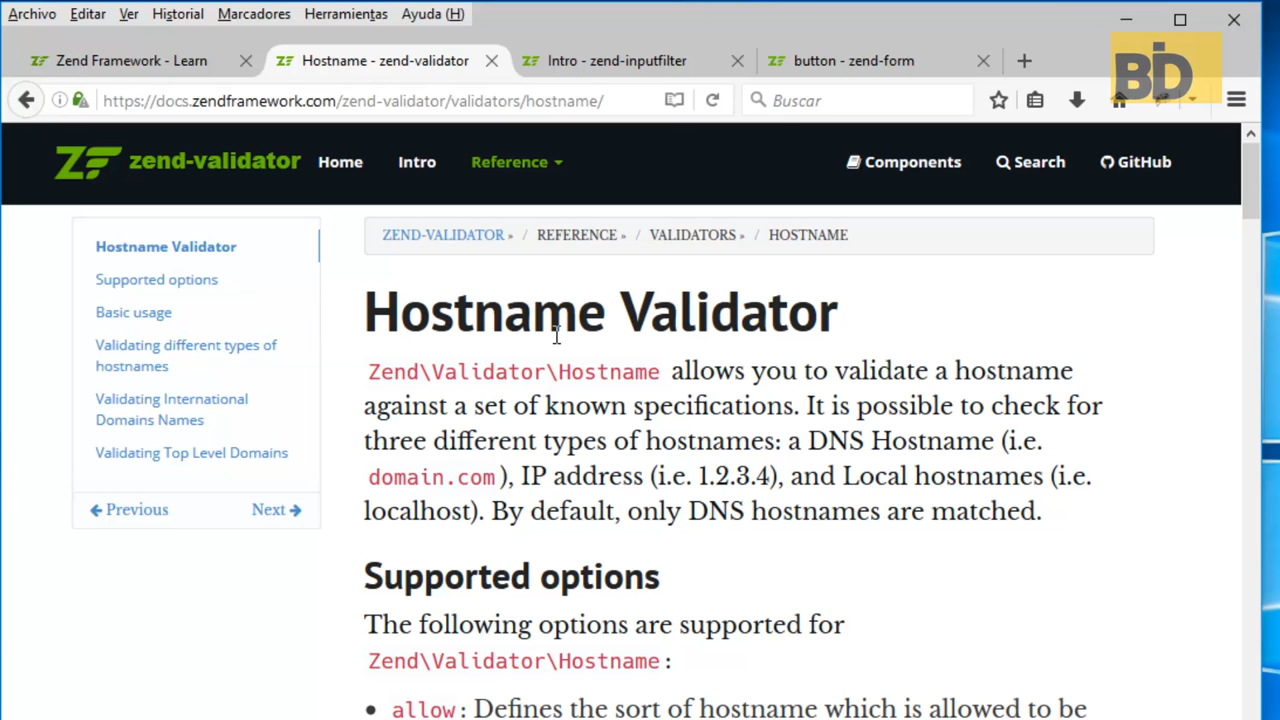 Archivo Editar Ver Historial Marcadores Herramientas Ayuda (H)
Zend Framework - Learn
Hostname - zend-validator
Intro - zend-inputfilter
button - zend-form
https://docs.zendframework.com/zend-validator/validators/hostname/
Buscar
BiD
ZF zend-validator Home Intro Reference Components Search GitHub
Hostname Validator
Supported options
Basic usage
Validating different types of
hostnames
Validating International
Domains Names
Validating Top Level Domains
Previous Next
ZEND-VALIDATOR » / REFERENCE » / VALIDATORS » / HOSTNAME
Hostname Validator
Zend\Validator\Hostname allows you to validate a hostname
against a set of known specifications. It is possible to check for
three different types of hostnames: a DNS Hostname (i.e.
domain.com), IP address (i.e. 1.2.3.4), and Local hostnames (i.e.
localhost). By default, only DNS hostnames are matched.
Supported options
The following options are supported for
Zend\Validator\Hostname:
• allow: Defines the sort of hostname which is allowed to be